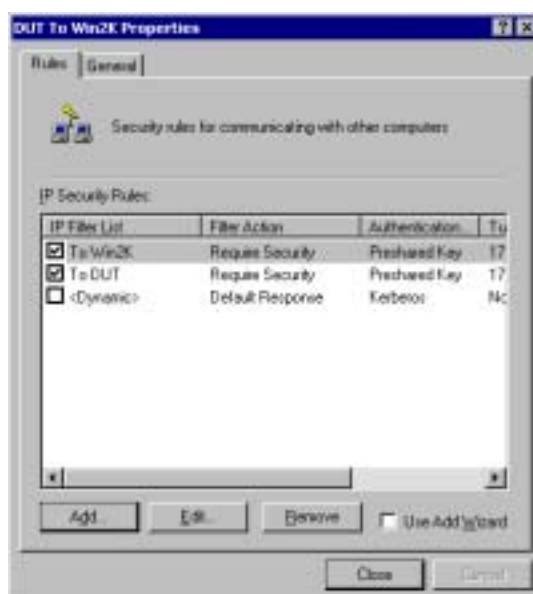 DUT To Win2K Properties
Rules General
Security rules for communicating with other computers
IP Security Rules:
IP Filter List Filter Action Authentication... Tu
To Win2K Require Security Preshared Key 17
To DUT Require Security Preshared Key 17
<Dynamic> Default Response Kerberos Nc
Add... Edit... Remove Use Add Wizard
Close Cancel